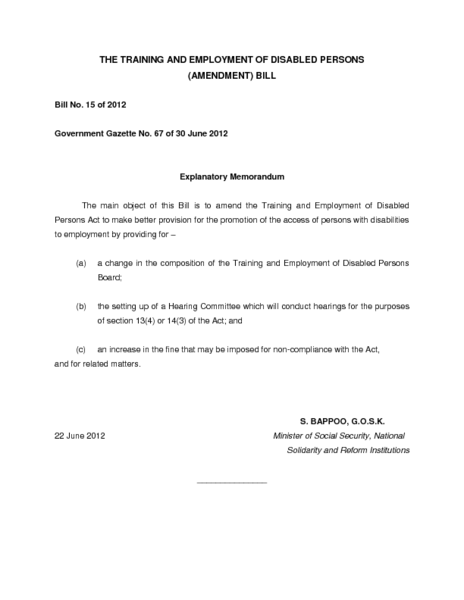 THE TRAINING AND EMPLOYMENT OF DISABLED PERSONS
(AMENDMENT) BILL
Bill No. 15 of 2012
Government Gazette No. 67 of 30 June 2012
Explanatory Memorandum
The main object of this Bill is to amend the Training and Employment of Disabled
Persons Act to make better provision for the promotion of the access of persons with disabilities
to employment by providing for –
(a) a change in the composition of the Training and Employment of Disabled Persons
Board;
(b) the setting up of a Hearing Committee which will conduct hearings for the purposes
of section 13(4) or 14(3) of the Act; and
(c) an increase in the fine that may be imposed for non-compliance with the Act,
and for related matters.
S. BAPPOO, G.O.S.K.
22 June 2012 Minister of Social Security, National
Solidarity and Reform Institutions